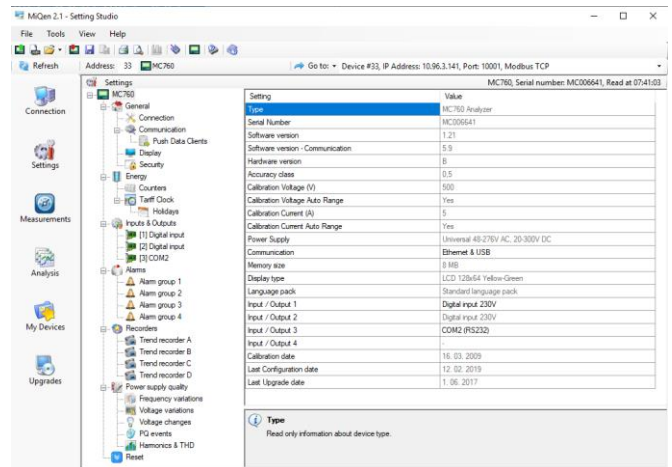 MiQen 2.1 - Setting Studio
File Tools View Help
Refresh Address: 33 MC760 Go to: Device #33, IP Address: 10.96.3.141, Port: 10001, Modbus TCP
Settings MC760, Serial number: MC006641, Read at 07:41:03
Connection
Settings
Measurements
Analysis
My Devices
Upgrades
MC760
General
Connection
Communication
Push Data Clients
Display
Security
Energy
Counters
Tariff Clock
Holidays
Inputs & Outputs
[1] Digital input
[2] Digital input
[3] COM2
Alarms
Alarm group 1
Alarm group 2
Alarm group 3
Alarm group 4
Recorders
Trend recorder A
Trend recorder B
Trend recorder C
Trend recorder D
Power supply quality
Frequency variations
Voltage variations
Voltage changes
PQ events
Harmonics & THD
Reset
Setting Value
Type MC760 Analyzer
Serial Number MC006641
Software version 1.21
Software version - Communication 5.9
Hardware version B
Accuracy class 0,5
Calibration Voltage (V) 500
Calibration Voltage Auto Range Yes
Calibration Current (A) 5
Calibration Current Auto Range Yes
Power Supply Universal 48-276V AC, 20-300V DC
Communication Ethernet & USB
Memory size 8 MB
Display type LCD 128x64 Yellow-Green
Language pack Standard language pack
Input / Output 1 Digital input 230V
Input / Output 2 Digital input 230V
Input / Output 3 COM2 (RS232)
Input / Output 4 -
Calibration date 16. 03. 2009
Last Configuration date 12. 02. 2019
Last Upgrade date 1. 06. 2017
Type
Read only information about device type.